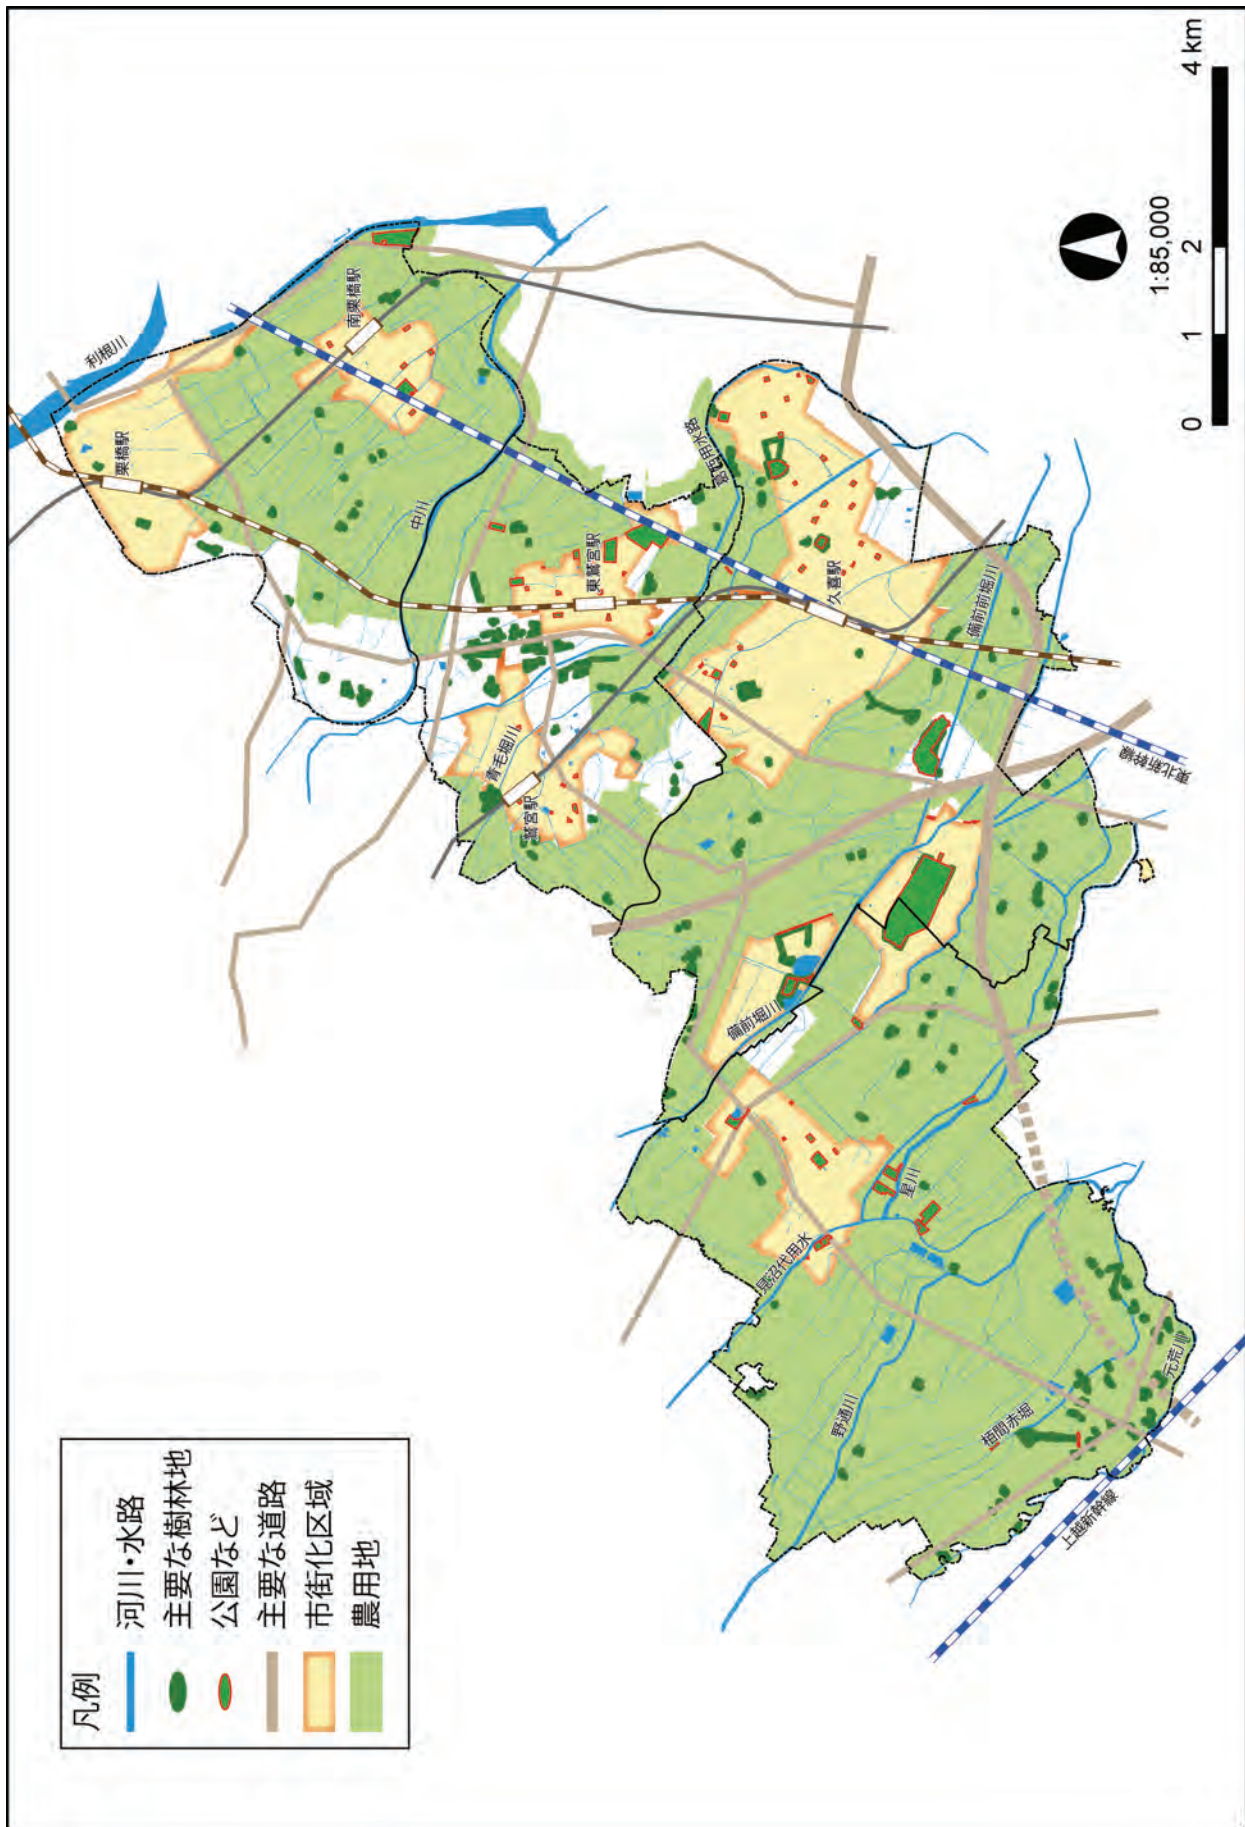 凡例
河川・水路
主要な樹林地
公園など
主要な道路
市街化区域
農用地
利根川
栗橋駅
南栗橋駅
中川
東鷲宮駅
葛西用水路
青毛堀川
鷲宮駅
久喜駅
備前前堀川
東北新幹線
備前堀川
見沼代用水
星川
野通川
栢間赤堀
元荒川
上越新幹線
1:85,000
0 1 2 4 km